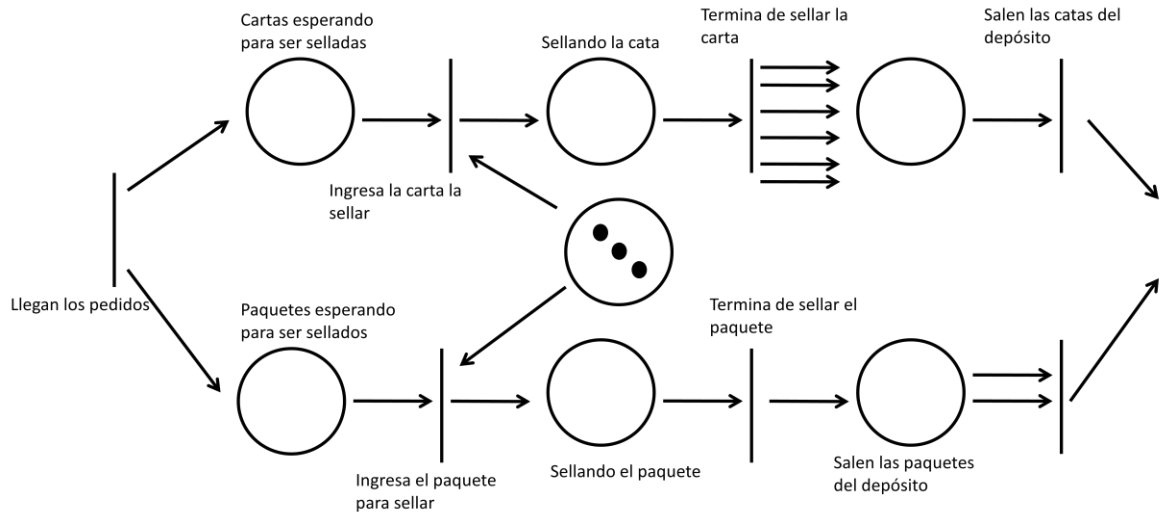 Cartas esperando
para ser selladas
Sellando la cata
Termina de sellar la
carta
Salen las catas del
depósito
Ingresa la carta la
sellar
Llegan los pedidos
Paquetes esperando
para ser sellados
Termina de sellar el
paquete
Ingresa el paquete
para sellar
Sellando el paquete
Salen las paquetes
del depósito